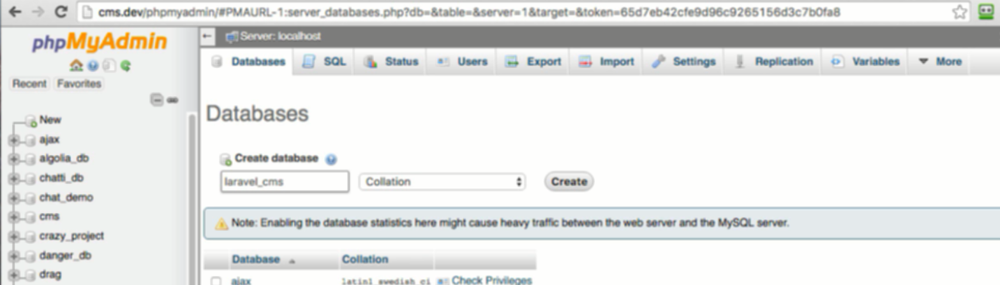 cms.dev/phpmyadmin/#PMAURL-1:server_databases.php?db=&table=&server=1&target=&token=65d7eb42cfe9d96c9265156d3c7b0fa8
phpMyAdmin
Server: localhost
Databases SQL Status Users Export Import Settings Replication Variables More
Recent Favorites
Databases
New
ajax
algolia_db
chatti_db
chat_demo
cms
crazy_project
danger_db
drag
Create database
laravel_cms Collation Create
Note: Enabling the database statistics here might cause heavy traffic between the web server and the MySQL server.
Database Collation
ajax latin1_swedish_ci Check Privileges